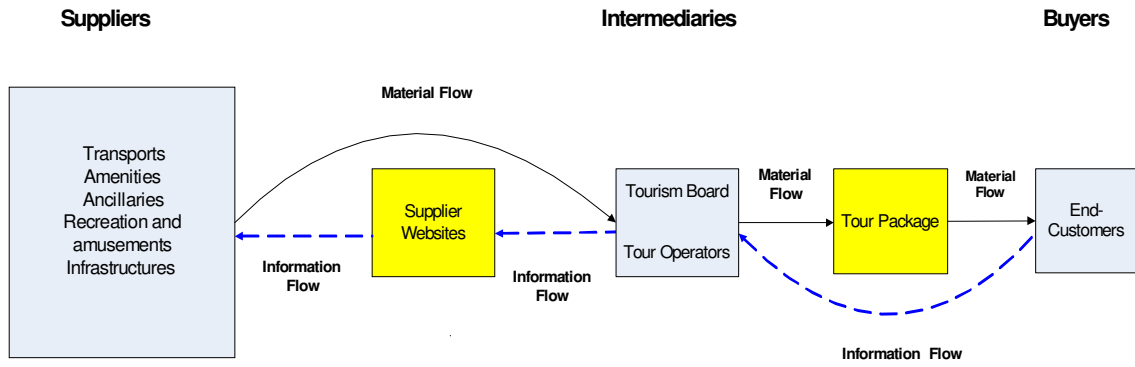 Suppliers
Intermediaries
Buyers
Material Flow
Transports
Amenities
Ancillaries
Recreation and
amusements
Infrastructures
Information
Flow
Supplier
Websites
Information
Flow
Tourism Board
Tour Operators
Material
Flow
Tour Package
Material
Flow
End-
Customers
Information Flow